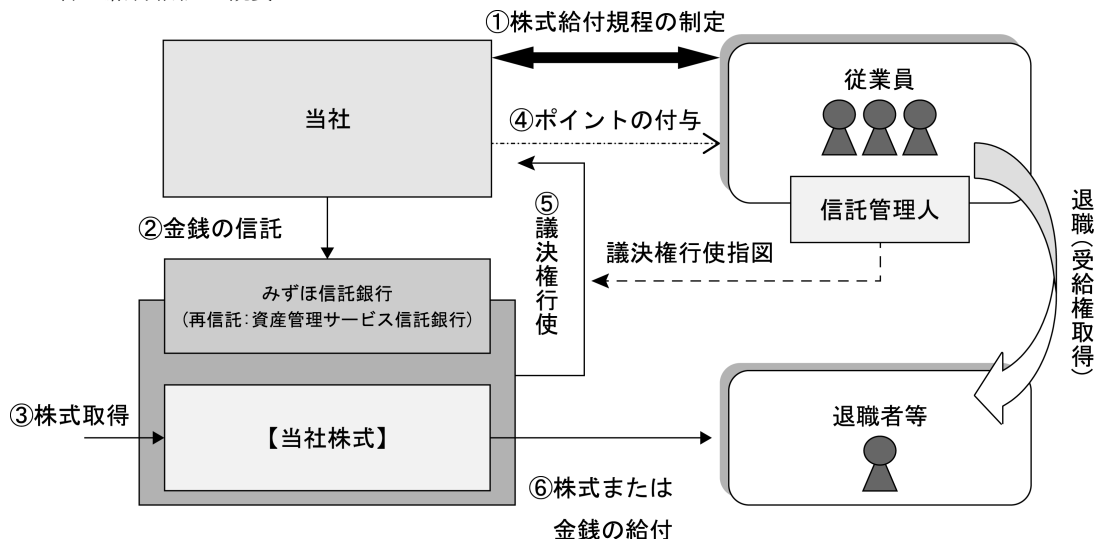 ①株式給付規程の制定
当社
従業員
④ポイントの付与
信託管理人
②金銭の信託
⑤議決権行使
議決権行使指図
退職(受給権取得)
みずほ信託銀行
(再信託:資産管理サービス信託銀行)
③株式取得
【当社株式】
退職者等
⑥株式または
金銭の給付